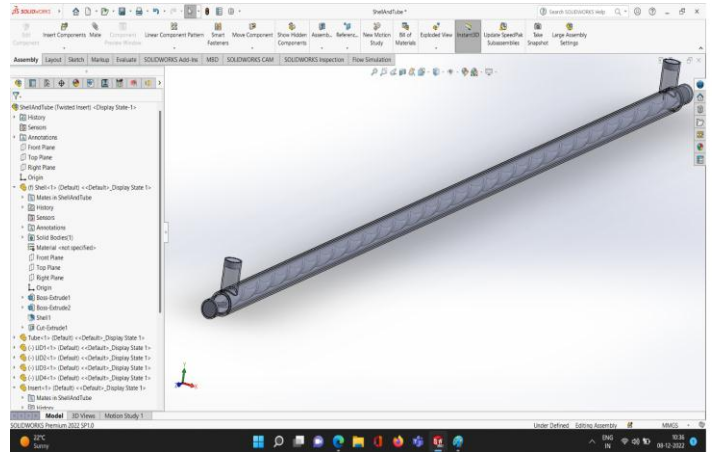 SOLIDWORKS
ShellAndTube *
Search SOLIDWORKS Help
Edit Component
Insert Components
Mate
Component Preview Window
Linear Component Pattern
Smart Fasteners
Move Component
Show Hidden Components
Assemb...
Referenc...
New Motion Study
Bill of Materials
Exploded View
Instant3D
Update SpeedPak Subassemblies
Take Snapshot
Large Assembly Settings
Assembly Layout Sketch Markup Evaluate SOLIDWORKS Add-Ins MBD SOLIDWORKS CAM SOLIDWORKS Inspection Flow Simulation
ShellAndTube (Twisted Insert) <Display State-1>
History
Sensors
Annotations
Front Plane
Top Plane
Right Plane
Origin
(f) Shell<1> (Default) <<Default>_Display State 1>
Mates in ShellAndTube
History
Sensors
Annotations
Solid Bodies(1)
Material <not specified>
Front Plane
Top Plane
Right Plane
Origin
Boss-Extrude1
Boss-Extrude2
Shell1
Cut-Extrude1
Tube<1> (Default) <<Default>_Display State 1>
(-) LID1<1> (Default) <<Default>_Display State 1>
(-) LID2<1> (Default) <<Default>_Display State 1>
(-) LID3<1> (Default) <<Default>_Display State 1>
(-) LID4<1> (Default) <<Default>_Display State 1>
Insert<1> (Default) <<Default>_Display State 1>
Mates in ShellAndTube
History
Model 3D Views Motion Study 1
SOLIDWORKS Premium 2022 SP1.0
Under Defined Editing Assembly MMGS
22°C
Sunny
ENG
IN
10:36
08-12-2022